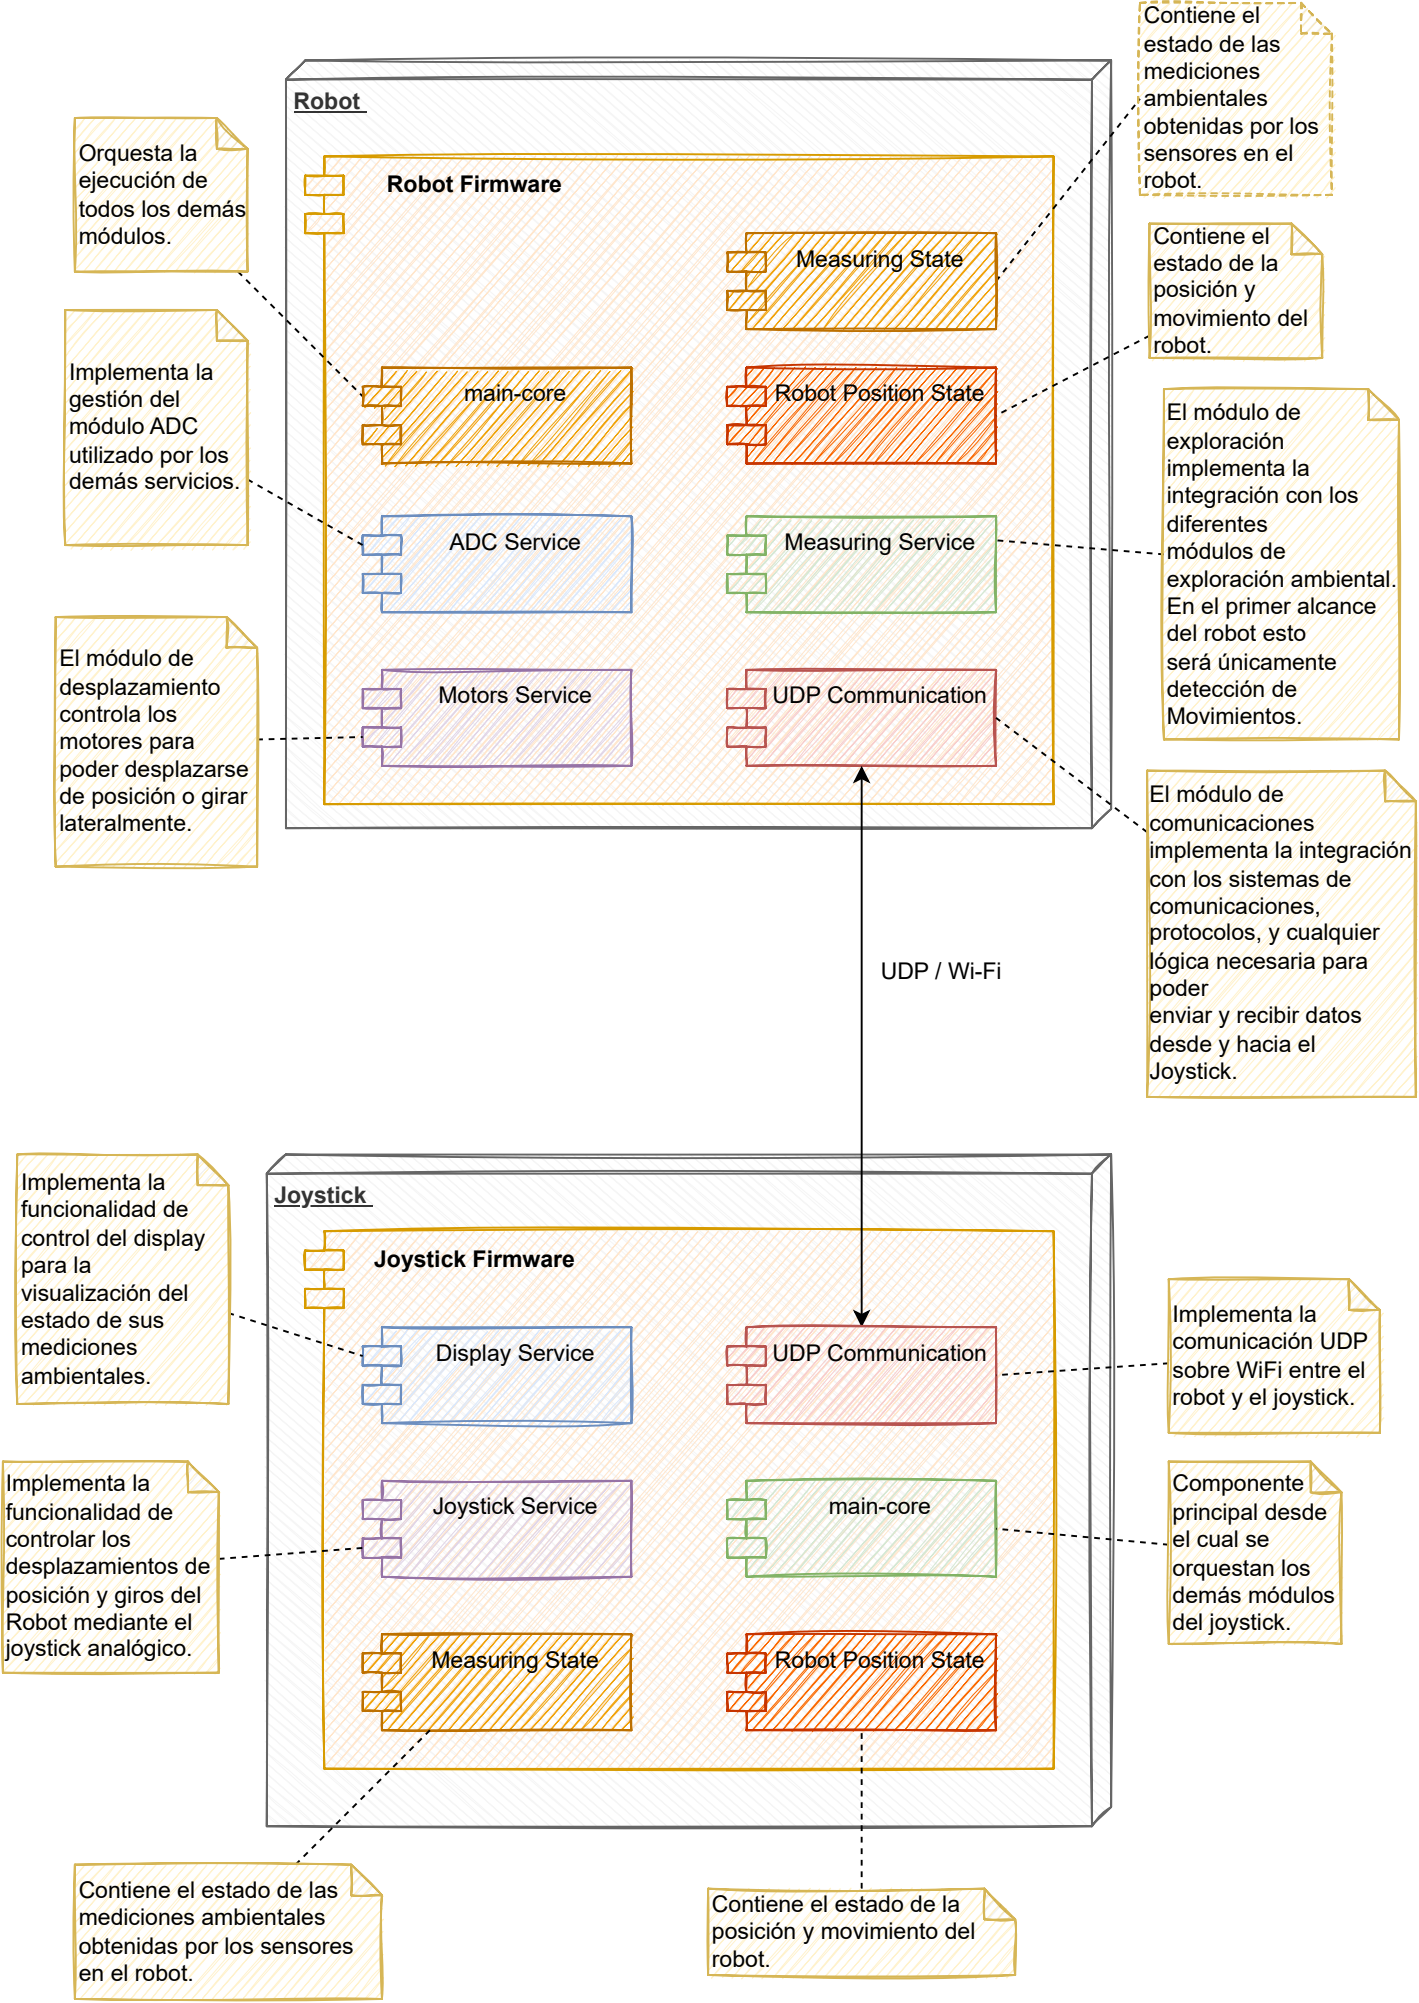 Contiene el
estado de las
mediciones
ambientales
obtenidas por los
sensores en el
robot.
Robot
Orquesta la
ejecución de
todos los demás
módulos.
Robot Firmware
Measuring State
Contiene el
estado de la
posición y
movimiento del
robot.
Implementa la
gestión del
módulo ADC
utilizado por los
demás servicios.
main-core
Robot Position State
El módulo de
exploración
implementa la
integración con los
diferentes
módulos de
exploración ambiental.
En el primer alcance
del robot esto
será únicamente
detección de
Movimientos.
ADC Service
Measuring Service
El módulo de
desplazamiento
controla los
motores para
poder desplazarse
de posición o girar
lateralmente.
Motors Service
UDP Communication
El módulo de
comunicaciones
implementa la integración
con los sistemas de
comunicaciones,
protocolos, y cualquier
lógica necesaria para
poder
enviar y recibir datos
desde y hacia el
Joystick.
UDP / Wi-Fi
Joystick
Implementa la
funcionalidad de
control del display
para la
visualización del
estado de sus
mediciones
ambientales.
Joystick Firmware
Display Service
UDP Communication
Implementa la
comunicación UDP
sobre WiFi entre el
robot y el joystick.
Implementa la
funcionalidad de
controlar los
desplazamientos de
posición y giros del
Robot mediante el
joystick analógico.
Joystick Service
main-core
Componente
principal desde
el cual se
orquestan los
demás módulos
del joystick.
Measuring State
Robot Position State
Contiene el estado de las
mediciones ambientales
obtenidas por los sensores
en el robot.
Contiene el estado de la
posición y movimiento del
robot.